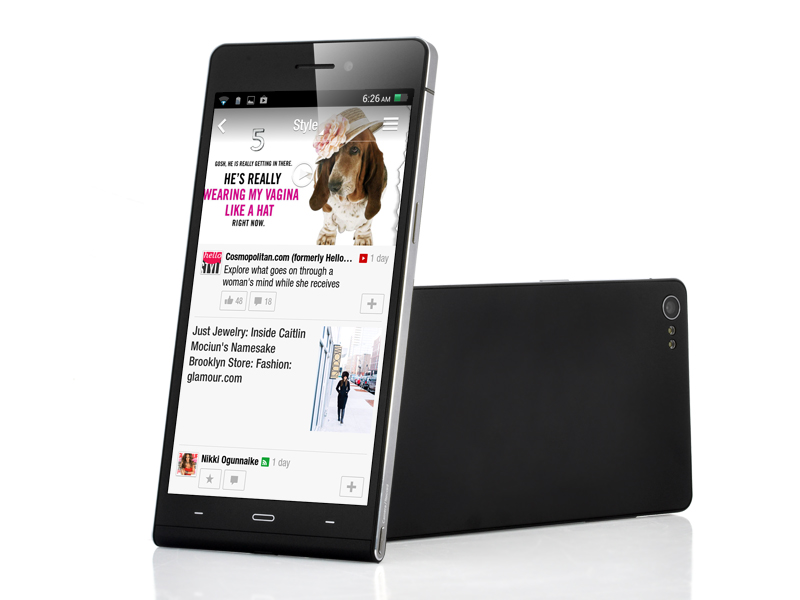 6:26 AM
Style
5
GOSH, HE IS REALLY GETTING IN THERE.
HE'S REALLY
WEARING MY VAGINA
LIKE A HAT
RIGHT NOW.
hello
Cosmopolitan.com (formerly Hello... 1 day
Explore what goes on through a
woman's mind while she receives
48 18
Just Jewelry: Inside Caitlin
Mociun's Namesake
Brooklyn Store: Fashion:
glamour.com
Nikki Ogunnaike 1 day